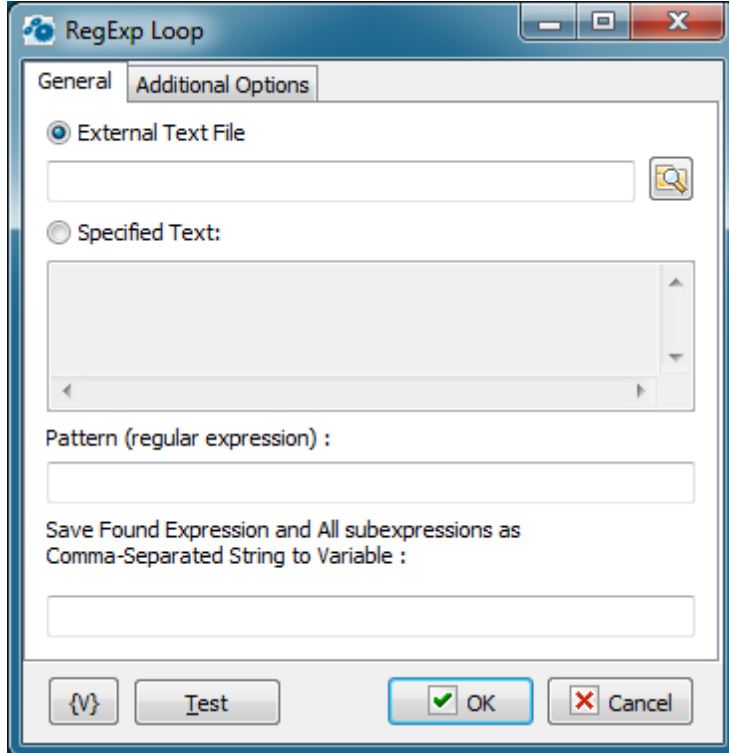 RegExp Loop
General Additional Options
External Text File
Specified Text:
Pattern (regular expression) :
Save Found Expression and All subexpressions as
Comma-Separated String to Variable :
{V} Test OK Cancel